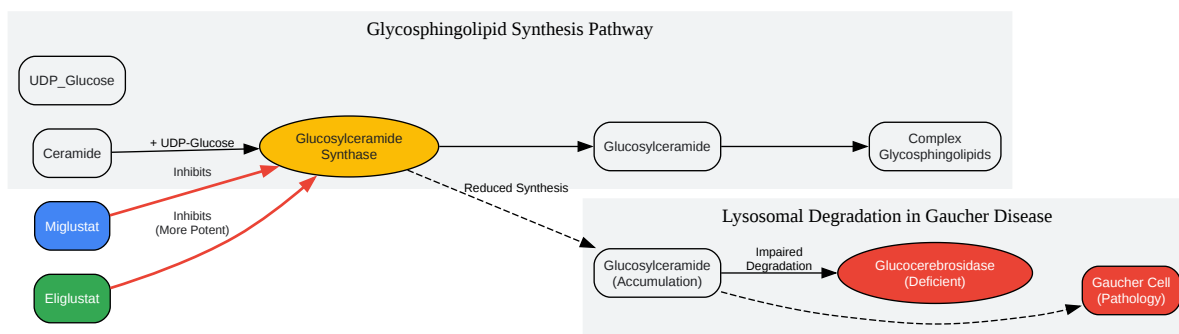 Glycosphingolipid Synthesis Pathway
UDP_Glucose
Ceramide
+ UDP-Glucose
Glucosylceramide
Synthase
Glucosylceramide
Complex
Glycosphingolipids
Inhibits
Miglustat
Inhibits
(More Potent)
Eliglustat
Reduced Synthesis
Lysosomal Degradation in Gaucher Disease
Glucosylceramide
(Accumulation)
Impaired
Degradation
Glucocerebrosidase
(Deficient)
Gaucher Cell
(Pathology)